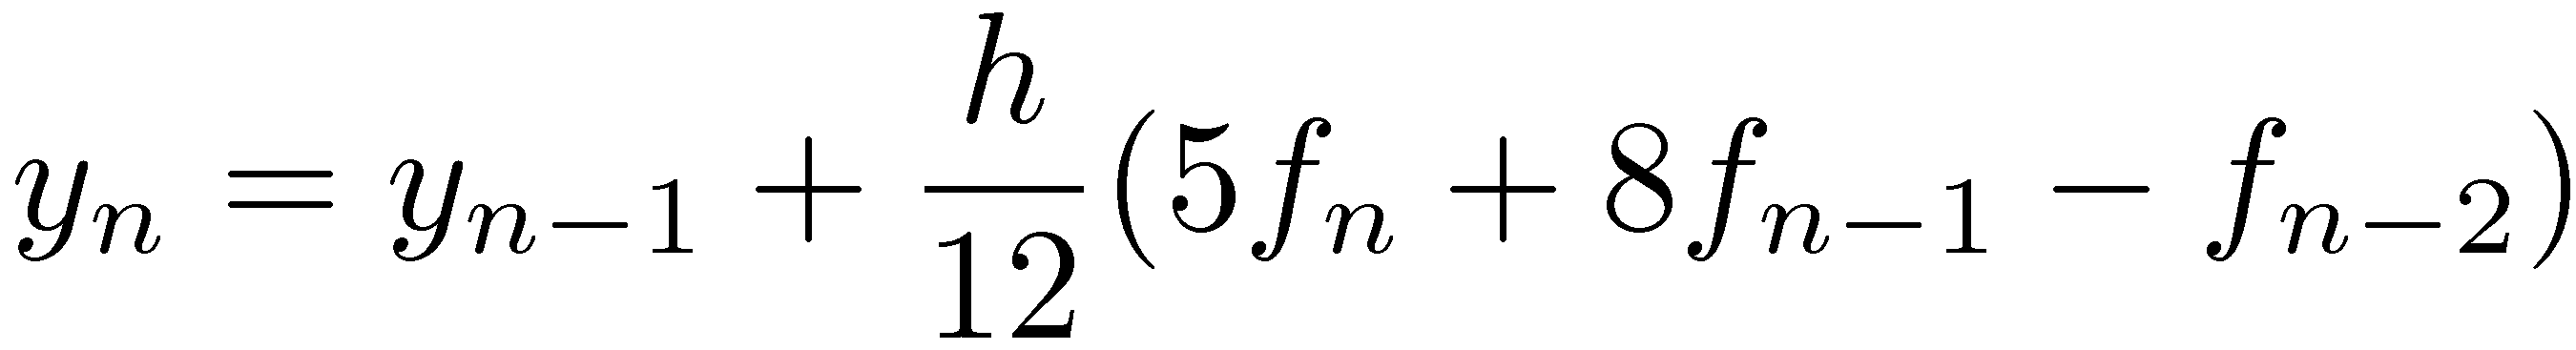 $y_n = y_{n-1} + \frac{h}{12}(5f_n + 8f_{n-1} - f_{n-2})$